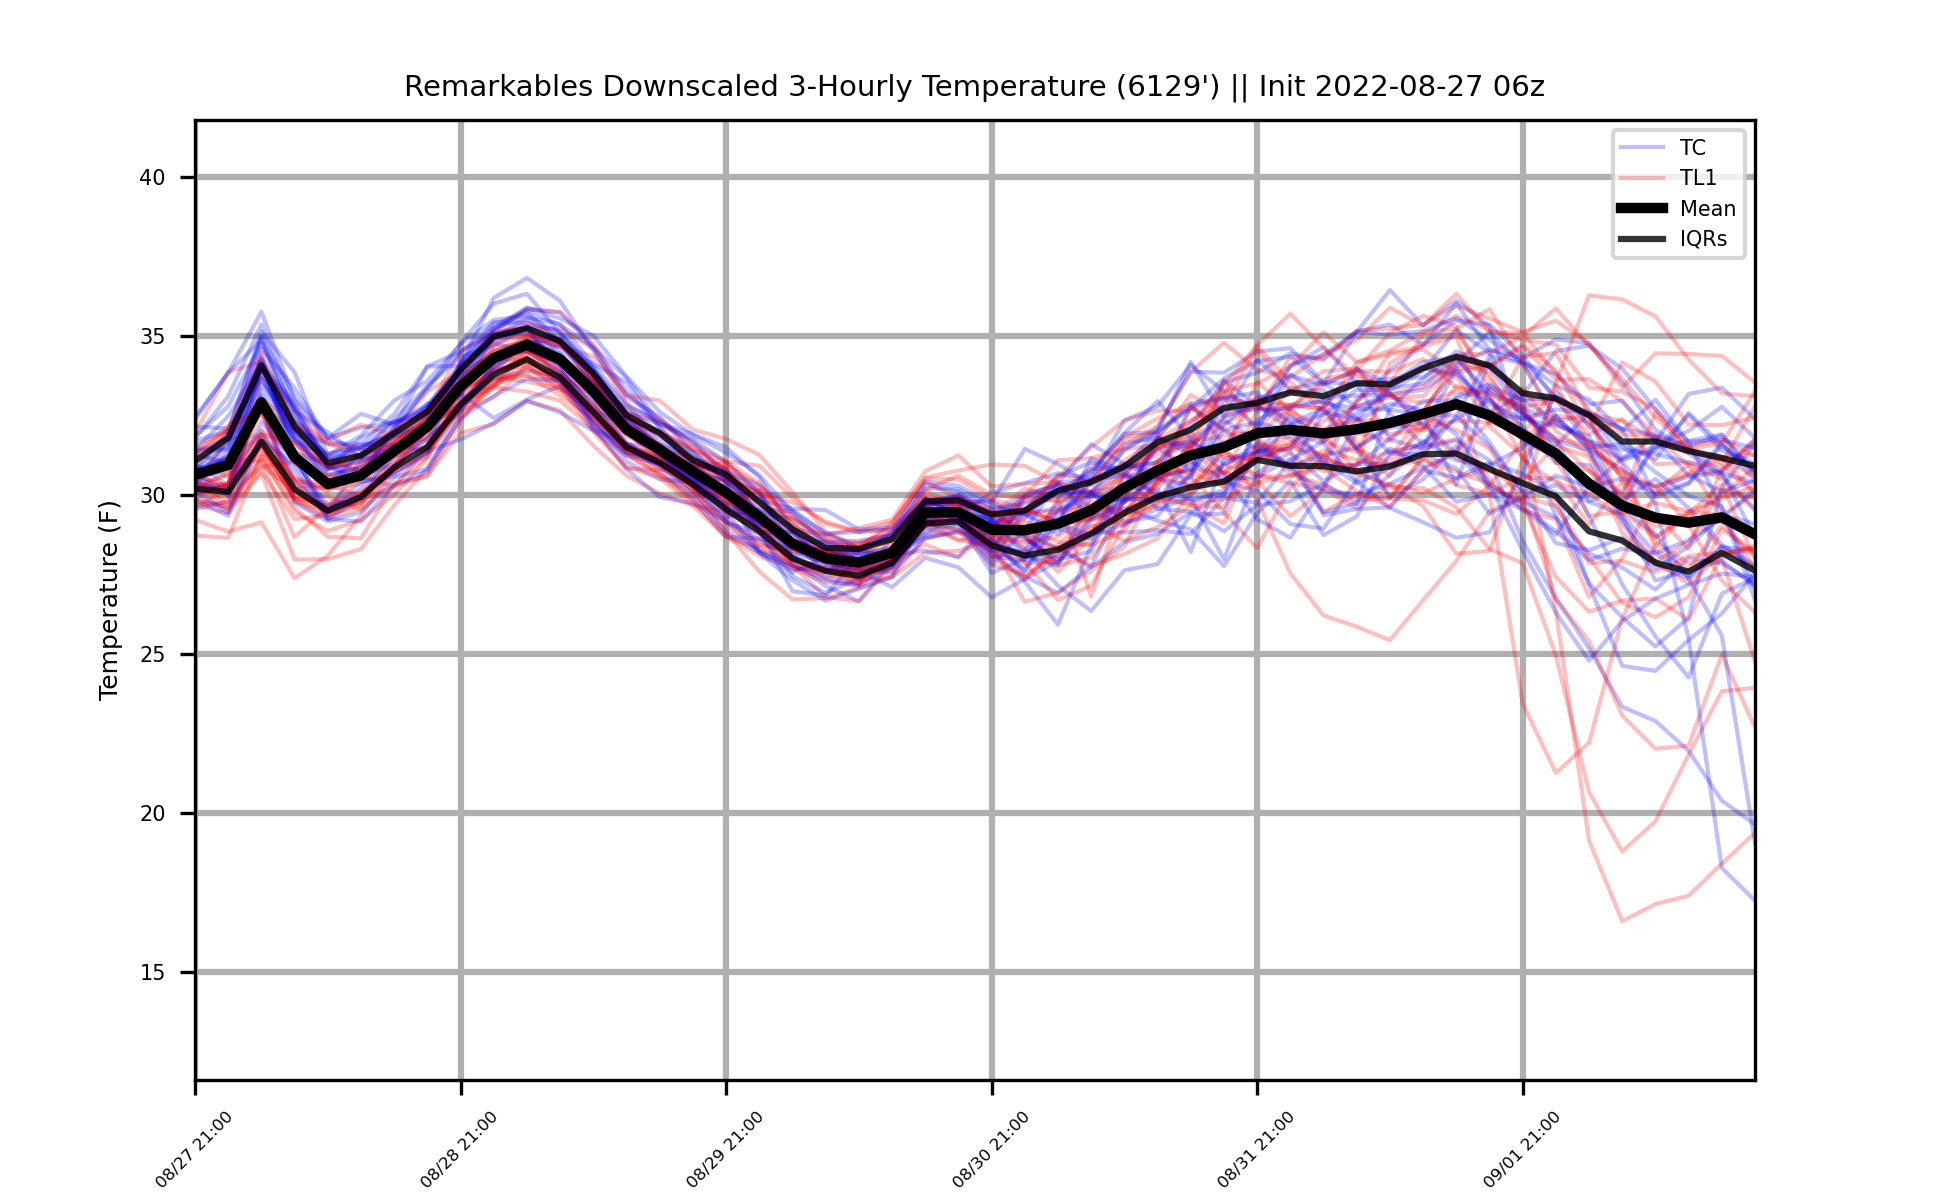 Remarkables Downscaled 3-Hourly Temperature (6129') || Init 2022-08-27 06z
TC
TL1
Mean
IQRs
Temperature (F)
40
35
30
25
20
15
08/27 21:00
08/28 21:00
08/29 21:00
08/30 21:00
08/31 21:00
09/01 21:00